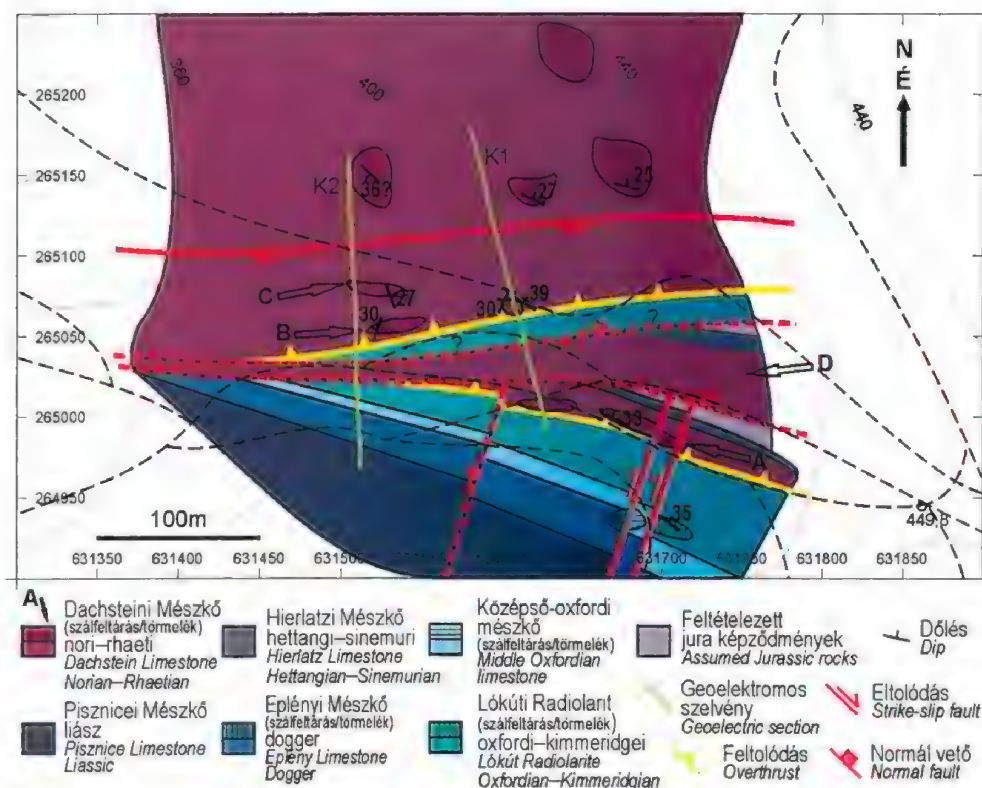 N
É
265200
265150
265100
265050
265000
264950
360
400
440
440
K2
K1
36?
27
25
C
27
30
B
30
39
?
?
D
39
A
35
449.8
100m
631350
631400
631450
631500
631700
631800
631850
A
Dachsteini Mészkő
(szálfeltárás/törmelék)
nori–rhaeti
Dachstein Limestone
Norian–Rhaetian
Hierlatzi Mészkő
hettangi–sinemuri
Hierlatz Limestone
Hettangian–Sinemurian
Középső-oxfordi
mészkő
(szálfeltárás/törmelék)
Middle Oxfordian
limestone
Feltételezett
jura képződmények
Assumed Jurassic rocks
Dőlés
Dip
Pisznicei Mészkő
liász
Pisznice Limestone
Liassic
Eplényi Mészkő
(szálfeltárás/törmelék)
dogger
Eplény Limestone
Dogger
Lókúti Radiolarit
(szálfeltárás/törmelék)
oxfordi–kimmeridgei
Lókút Radiolarite
Oxfordian–Kimmeridgian
Geoelektromos
szelvény
Geoelectric section
Feltolódás
Overthrust
Eltolódás
Strike-slip fault
Normál vető
Normal fault